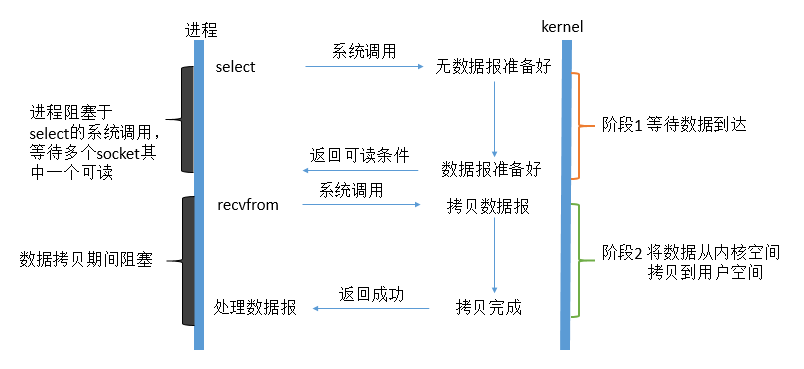 进程
kernel
select
系统调用
无数据报准备好
进程阻塞于
select的系统调用，
等待多个socket其
中一个可读
阶段1 等待数据到达
返回可读条件
数据报准备好
recvfrom
系统调用
拷贝数据报
数据拷贝期间阻塞
阶段2 将数据从内核空间
拷贝到用户空间
处理数据报
返回成功
拷贝完成